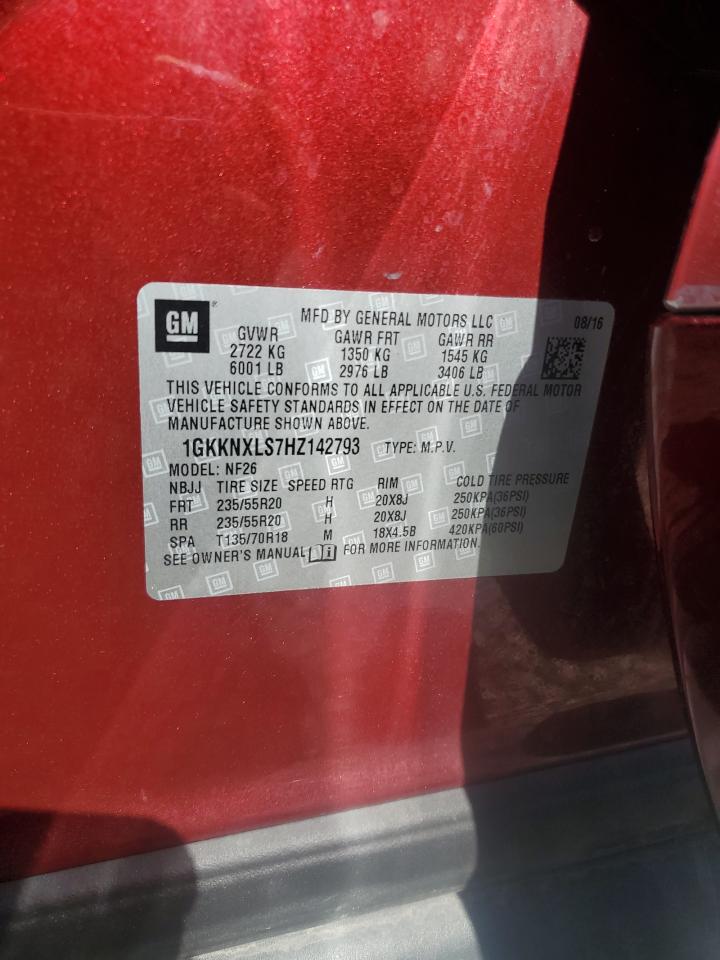 GM ® MFD BY GENERAL MOTORS LLC 08/16
GVWR GAWR FRT GAWR RR
2722 KG 1350 KG 1545 KG
6001 LB 2976 LB 3406 LB
THIS VEHICLE CONFORMS TO ALL APPLICABLE U.S. FEDERAL MOTOR
VEHICLE SAFETY STANDARDS IN EFFECT ON THE DATE OF
MANUFACTURE SHOWN ABOVE.
1GKKNXLS7HZ142793 TYPE: M.P.V.
MODEL: NF26
NBJJ TIRE SIZE SPEED RTG RIM COLD TIRE PRESSURE
FRT 235/55R20 H 20X8J 250KPA(36PSI)
RR 235/55R20 H 20X8J 250KPA(36PSI)
SPA T135/70R18 M 18X4.5B 420KPA(60PSI)
SEE OWNER'S MANUAL FOR MORE INFORMATION.